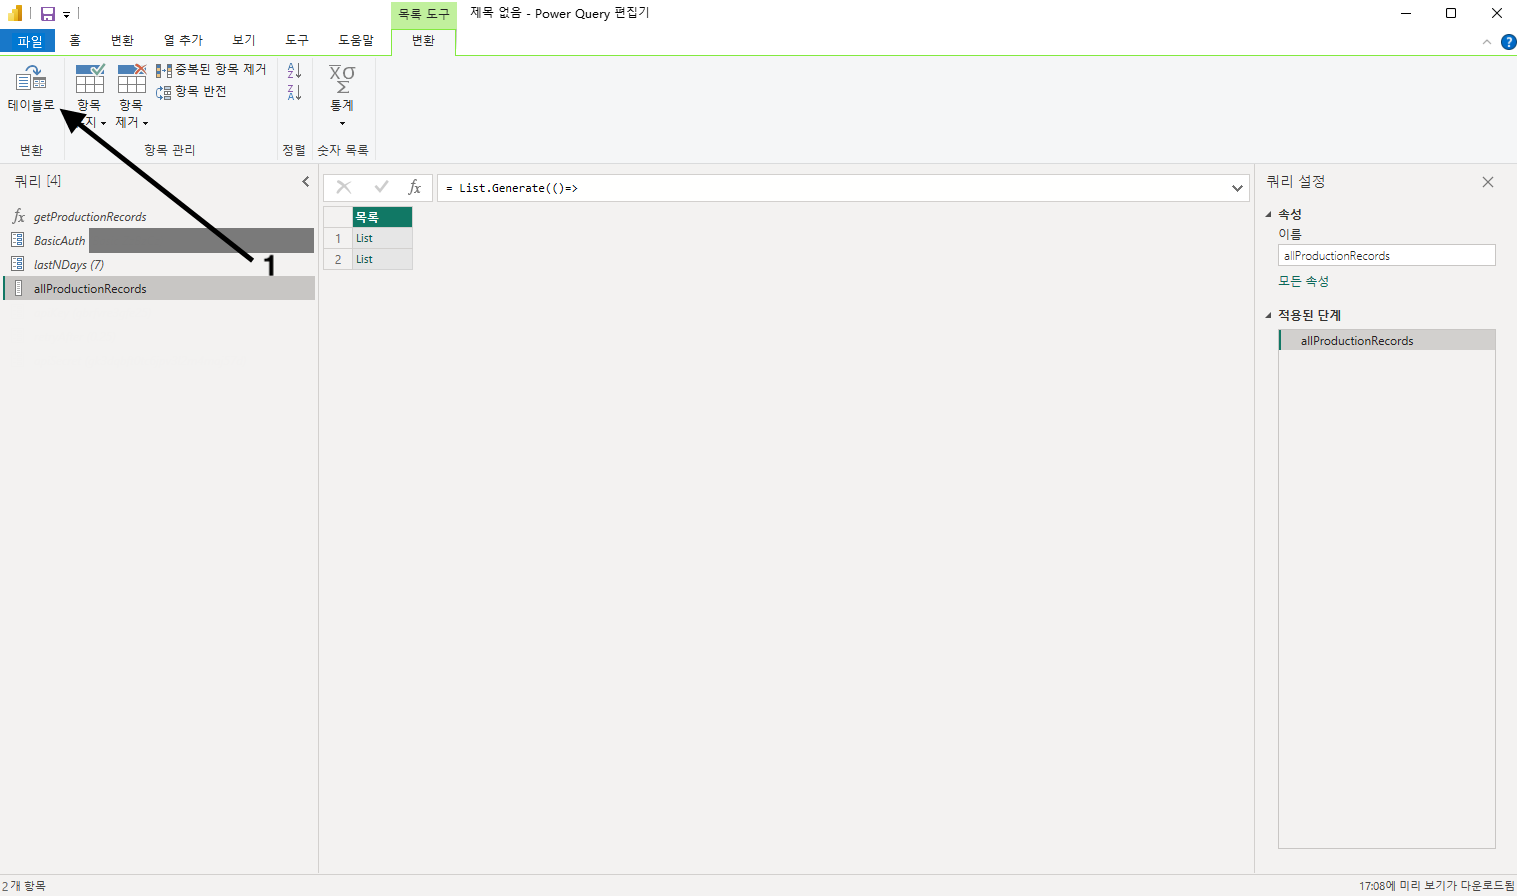 목록 도구
제목 없음 - Power Query 편집기
파일
홈
변환
열 추가
보기
도구
도움말
변환
테이블로
항목
지
항목
제거
중복된 항목 제거
항목 반전
통계
변환
항목 관리
정렬
숫자 목록
쿼리 [4]
getProductionRecords
BasicAuth
lastNDays (7)
allProductionRecords
1
fx
= List.Generate(()=>
목록
1 List
2 List
쿼리 설정
속성
이름
allProductionRecords
모든 속성
적용된 단계
allProductionRecords
2개 항목
17:08에 미리 보기가 다운로드됨